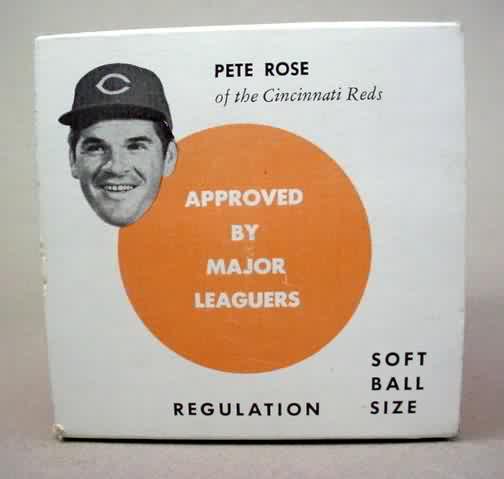 PETE ROSE
of the Cincinnati Reds
C
APPROVED
BY
MAJOR
LEAGUERS
SOFT
BALL
REGULATION SIZE